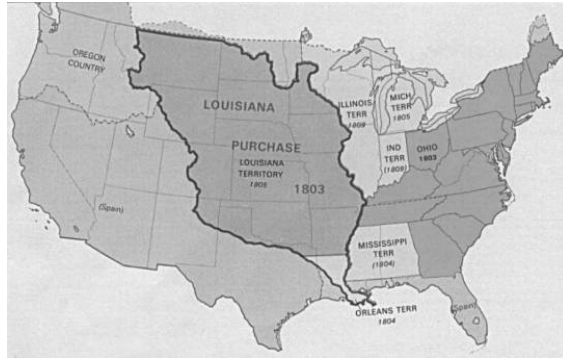 OREGON
COUNTRY
LOUISIANA
PURCHASE
LOUISIANA
TERRITORY
1805
1803
(Spain)
ILLINOIS
TERR
1809
MICH
TERR
1805
IND
TERR
(1809)
OHIO
1803
MISSISSIPPI
TERR
(1804)
ORLEANS TERR
1804
(Spain)